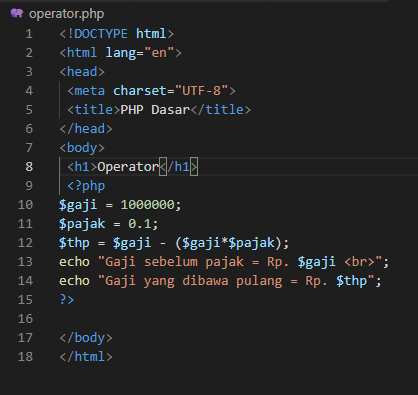 operator.php
1 <!DOCTYPE html>
2 <html lang="en">
3 <head>
4 <meta charset="UTF-8">
5 <title>PHP Dasar</title>
6 </head>
7 <body>
8 <h1>Operator</h1>
9 <?php
10 $gaji = 1000000;
11 $pajak = 0.1;
12 $thp = $gaji - ($gaji*$pajak);
13 echo "Gaji sebelum pajak = Rp. $gaji <br>";
14 echo "Gaji yang dibawa pulang = Rp. $thp";
15 ?>
16
17 </body>
18 </html>